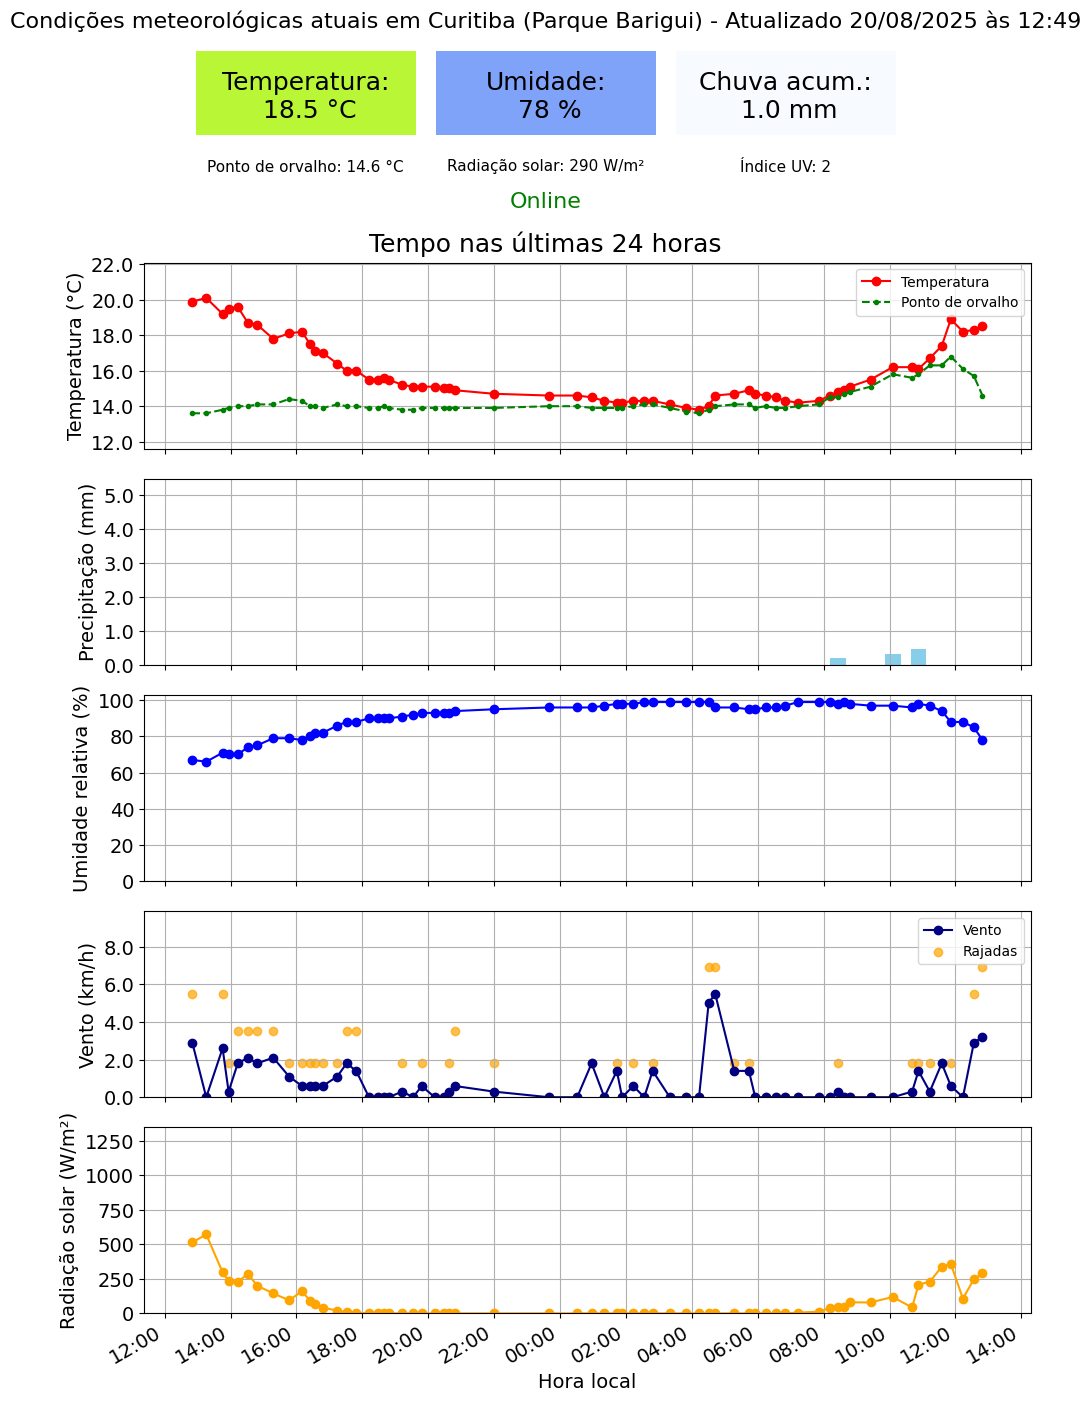 Condições meteorológicas atuais em Curitiba (Parque Barigui) - Atualizado 20/08/2025 às 12:49
Temperatura:
18.5 °C
Umidade:
78 %
Chuva acum.:
1.0 mm
Ponto de orvalho: 14.6 °C
Radiação solar: 290 W/m²
Índice UV: 2
Online
Tempo nas últimas 24 horas
Temperatura (°C)
22.0
20.0
18.0
16.0
14.0
12.0
Temperatura
Ponto de orvalho
Precipitação (mm)
5.0
4.0
3.0
2.0
1.0
0.0
Umidade relativa (%)
100
80
60
40
20
0
Vento (km/h)
8.0
6.0
4.0
2.0
0.0
Vento
Rajadas
Radiação solar (W/m²)
1250
1000
750
500
250
0
12:00
14:00
16:00
18:00
20:00
22:00
00:00
02:00
04:00
06:00
08:00
10:00
12:00
14:00
Hora local